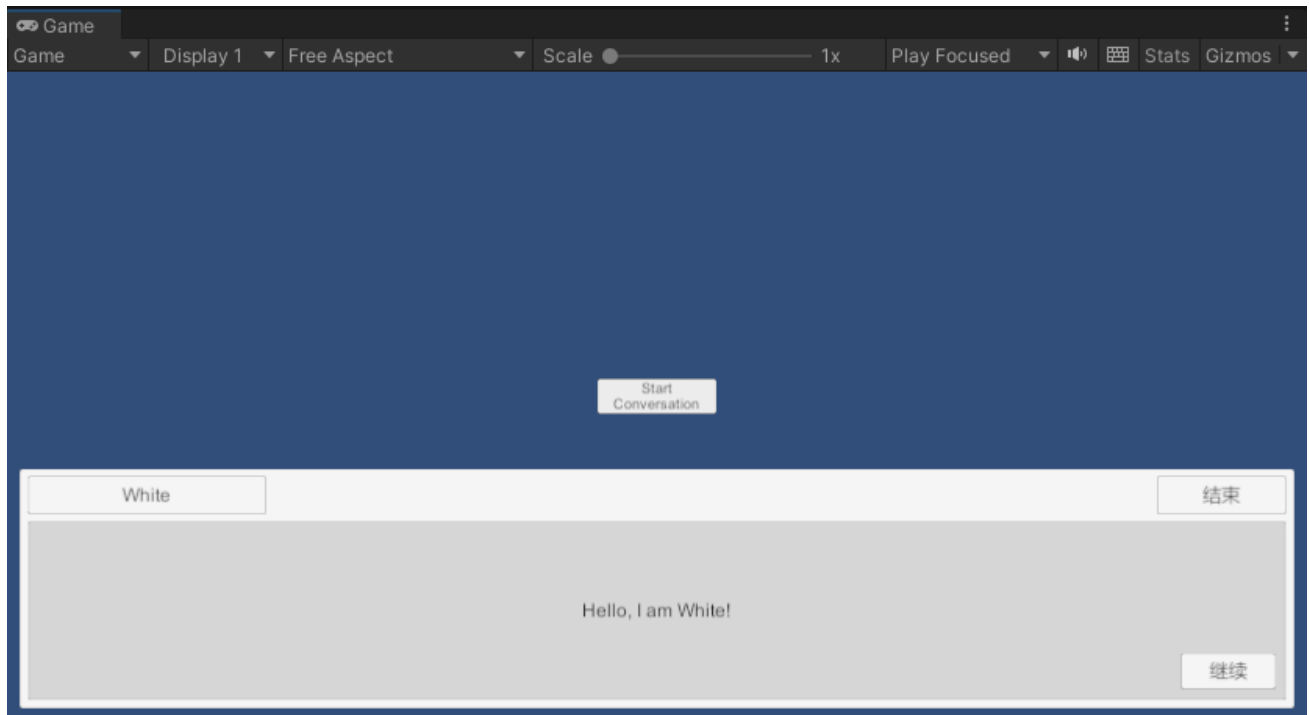 Game
Game Display 1 Free Aspect Scale 1x Play Focused Stats Gizmos
Start
Conversation
White 结束
Hello, I am White!
继续